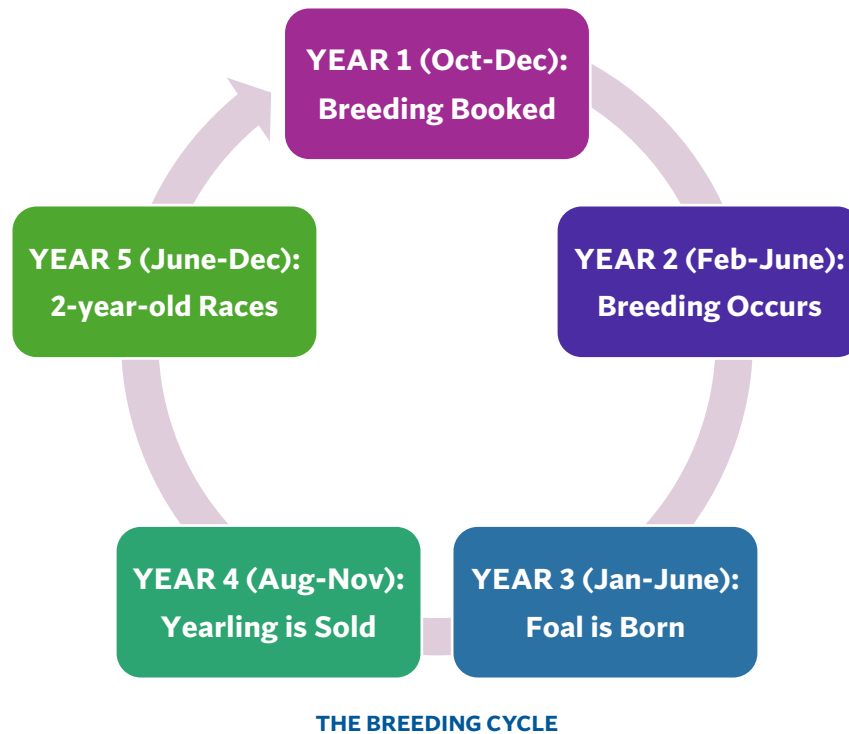 YEAR 1 (Oct-Dec):
Breeding Booked
YEAR 2 (Feb-June):
Breeding Occurs
YEAR 3 (Jan-June):
Foal is Born
YEAR 4 (Aug-Nov):
Yearling is Sold
YEAR 5 (June-Dec):
2-year-old Races
THE BREEDING CYCLE